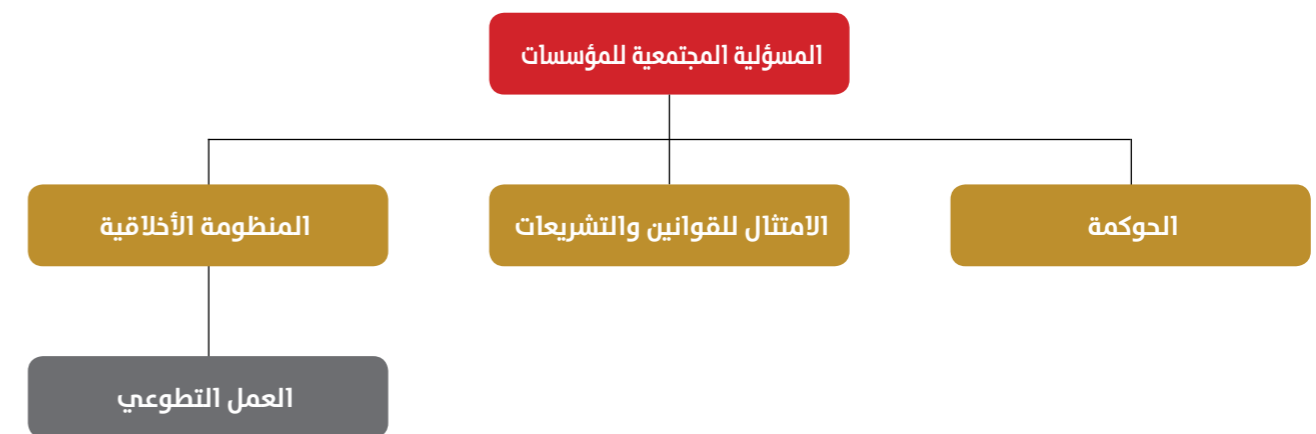 المسؤلية المجتمعية للمؤسسات
الحوكمة
الامتثال للقوانين والتشريعات
المنظومة الأخلاقية
العمل التطوعي